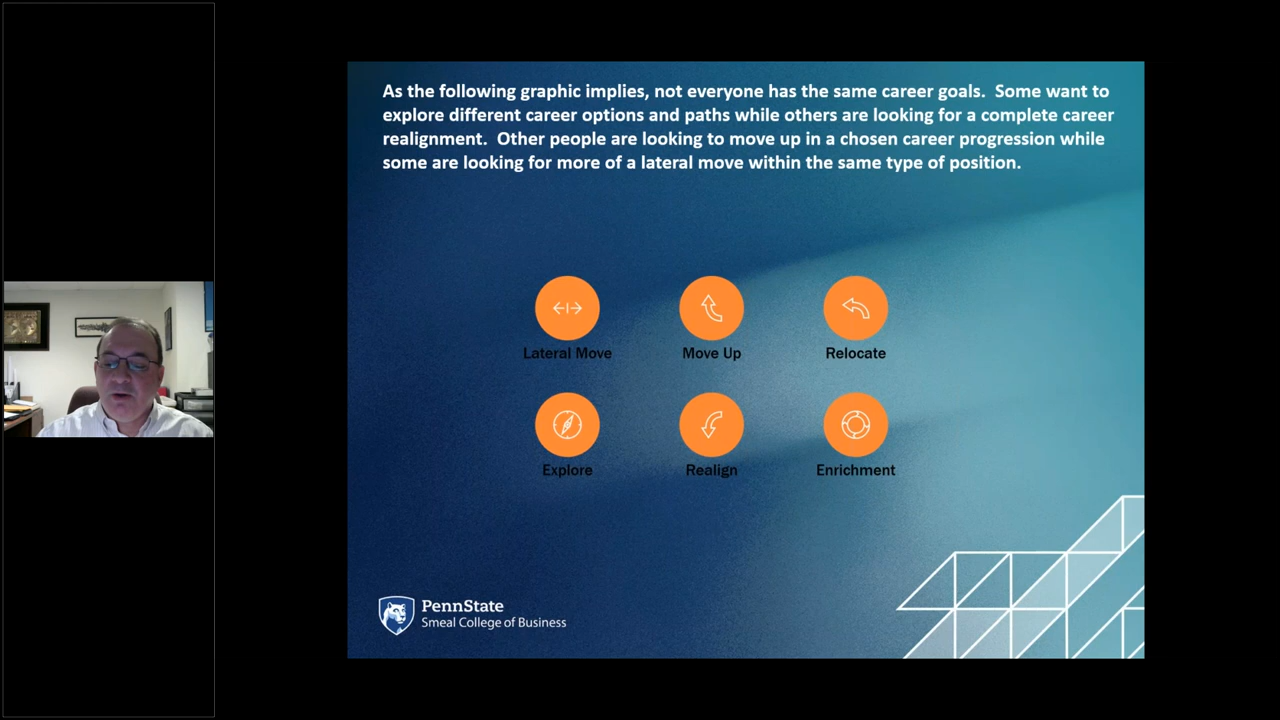 As the following graphic implies, not everyone has the same career goals.  Some want to
explore different career options and paths while others are looking for a complete career
realignment.  Other people are looking to move up in a chosen career progression while
some are looking for more of a lateral move within the same type of position.
Lateral Move
Move Up
Relocate
Explore
Realign
Enrichment
PennState
Smeal College of Business